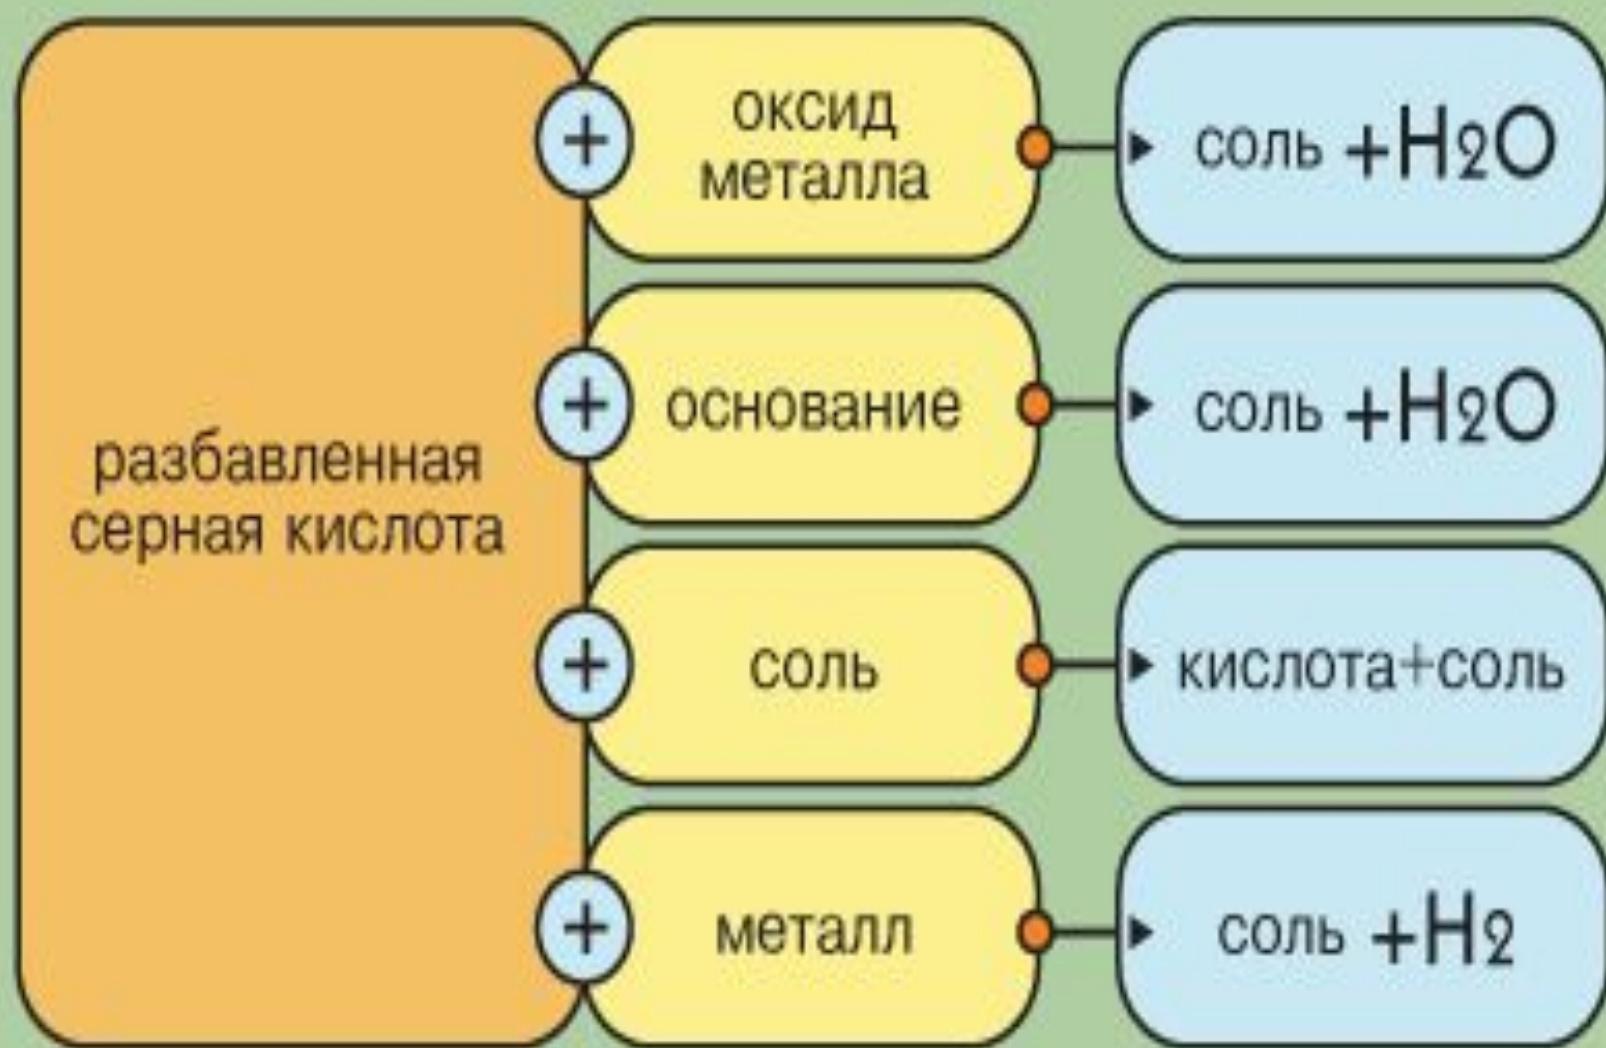 разбавленная
серная кислота
+
оксид
металла
соль +H2O
+
основание
соль +H2O
+
соль
кислота+соль
+
металл
соль +H2